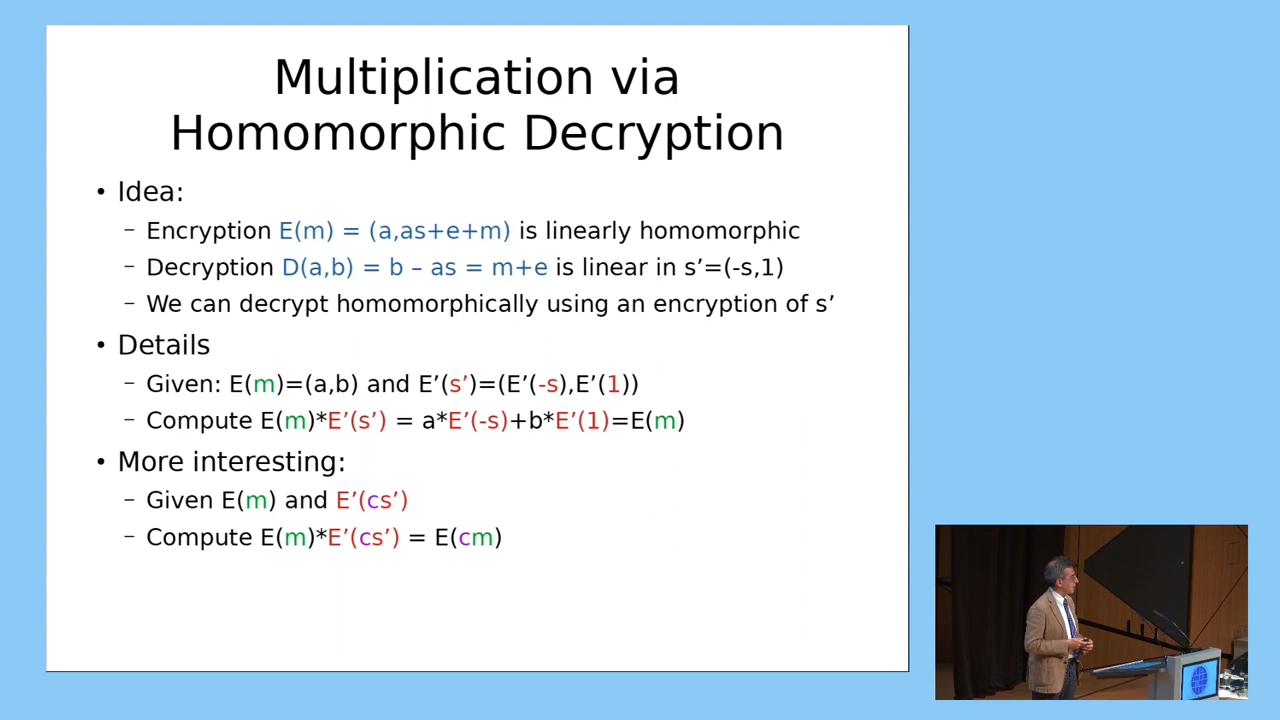 Multiplication via
Homomorphic Decryption
• Idea:
– Encryption E(m) = (a,as+e+m) is linearly homomorphic
– Decryption D(a,b) = b – as = m+e is linear in s’=(-s,1)
– We can decrypt homomorphically using an encryption of s’
• Details
– Given: E(m)=(a,b) and E’(s’)=(E’(-s),E’(1))
– Compute E(m)*E’(s’) = a*E’(-s)+b*E’(1)=E(m)
• More interesting:
– Given E(m) and E’(cs’)
– Compute E(m)*E’(cs’) = E(cm)